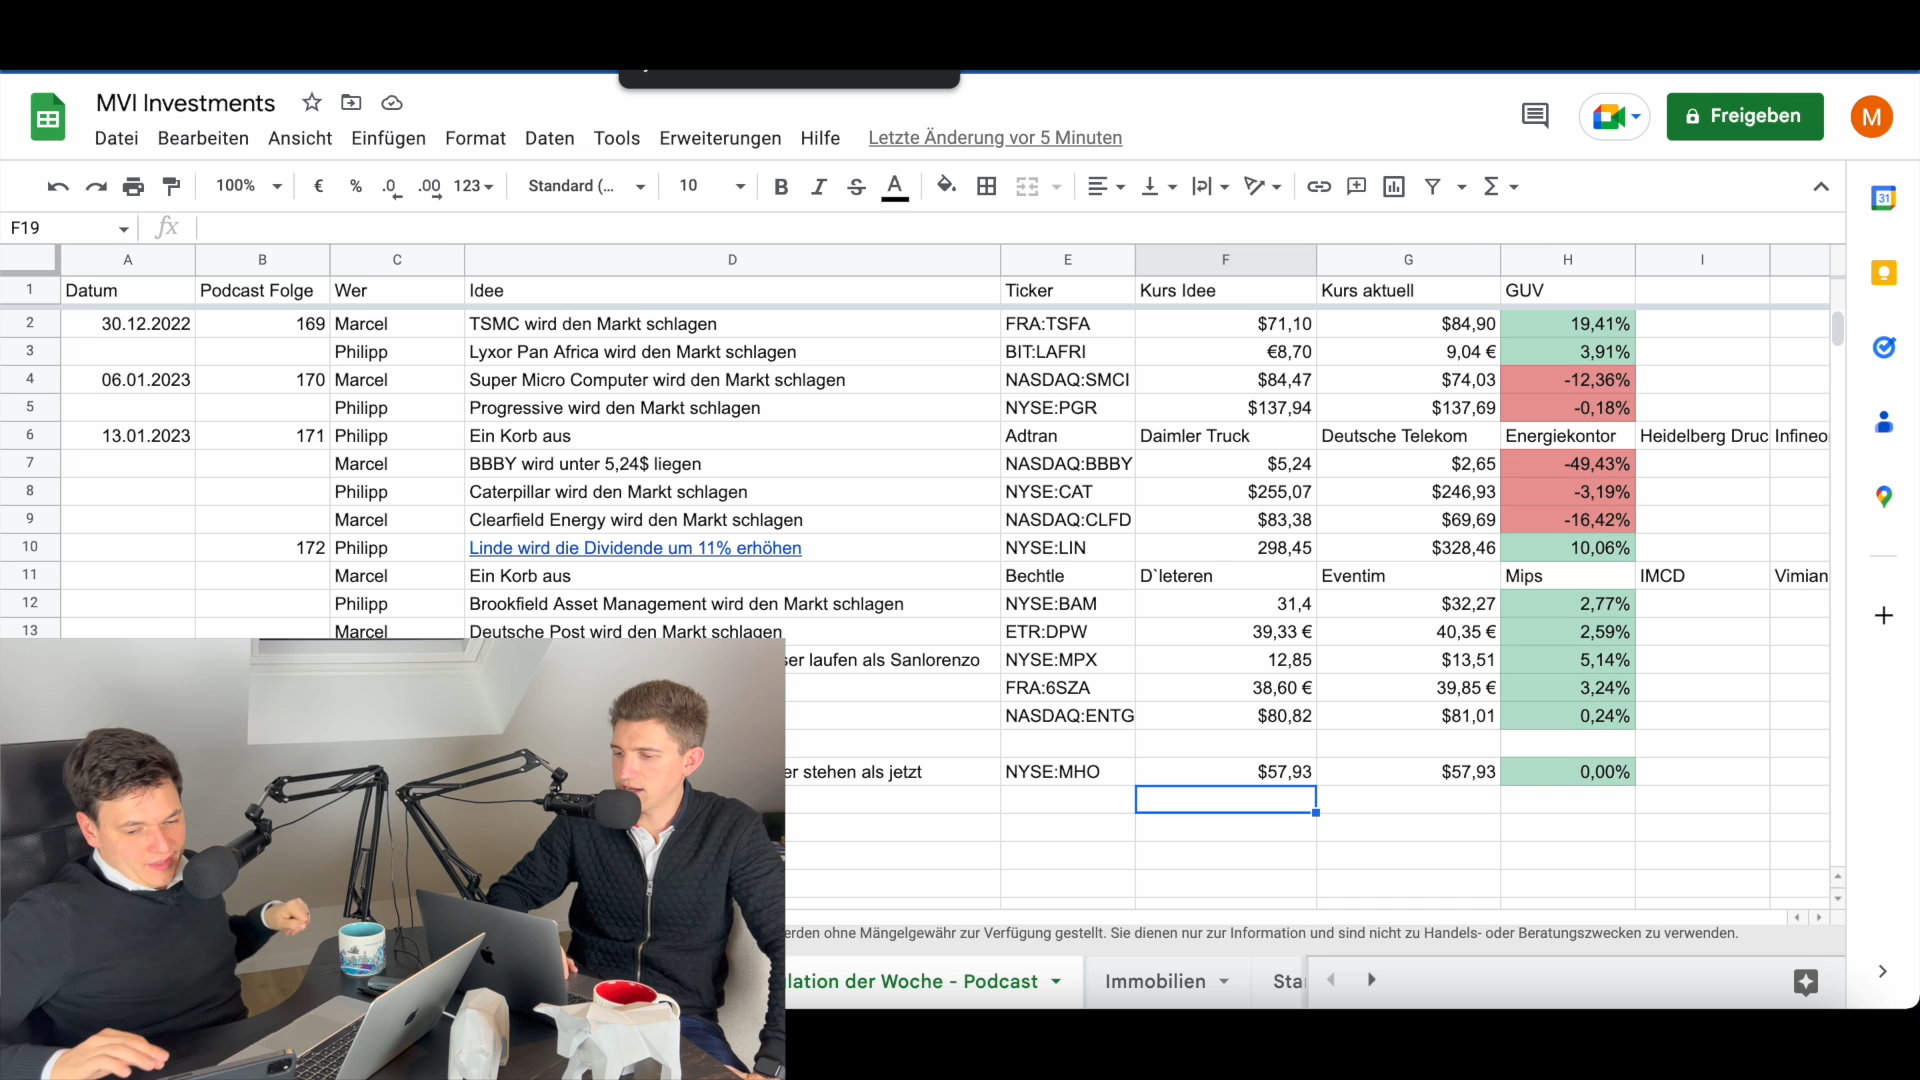 MVI Investments
Freigeben
M
Datei Bearbeiten Ansicht Einfügen Format Daten Tools Erweiterungen Hilfe Letzte Änderung vor 5 Minuten
100% € % .0 .00 123 Standard (... 10 B I S A
31
F19 fx
A B C D E F G H I
1 Datum Podcast Folge Wer Idee Ticker Kurs Idee Kurs aktuell GUV
2 30.12.2022 169 Marcel TSMC wird den Markt schlagen FRA:TSFA $71,10 $84,90 19,41%
3 Philipp Lyxor Pan Africa wird den Markt schlagen BIT:LAFRI €8,70 9,04 € 3,91%
4 06.01.2023 170 Marcel Super Micro Computer wird den Markt schlagen NASDAQ:SMCI $84,47 $74,03 -12,36%
5 Philipp Progressive wird den Markt schlagen NYSE:PGR $137,94 $137,69 -0,18%
6 13.01.2023 171 Philipp Ein Korb aus Adtran Daimler Truck Deutsche Telekom Energiekontor Heidelberg Druc Infineo
7 Marcel BBBY wird unter 5,24$ liegen NASDAQ:BBBY $5,24 $2,65 -49,43%
8 Philipp Caterpillar wird den Markt schlagen NYSE:CAT $255,07 $246,93 -3,19%
9 Marcel Clearfield Energy wird den Markt schlagen NASDAQ:CLFD $83,38 $69,69 -16,42%
10 172 Philipp Linde wird die Dividende um 11% erhöhen NYSE:LIN 298,45 $328,46 10,06%
11 Marcel Ein Korb aus Bechtle D`Ieteren Eventim Mips IMCD Vimian
12 Philipp Brookfield Asset Management wird den Markt schlagen NYSE:BAM 31,4 $32,27 2,77%
13 Marcel Deutsche Post wird den Markt schlagen ETR:DPW 39,33 € 40,35 € 2,59%
ser laufen als Sanlorenzo NYSE:MPX 12,85 $13,51 5,14%
FRA:6SZA 38,60 € 39,85 € 3,24%
NASDAQ:ENTG $80,82 $81,01 0,24%
er stehen als jetzt NYSE:MHO $57,93 $57,93 0,00%
erden ohne Mängelgewähr zur Verfügung gestellt. Sie dienen nur zur Information und sind nicht zu Handels- oder Beratungszwecken zu verwenden.
lation der Woche - Podcast Immobilien Sta